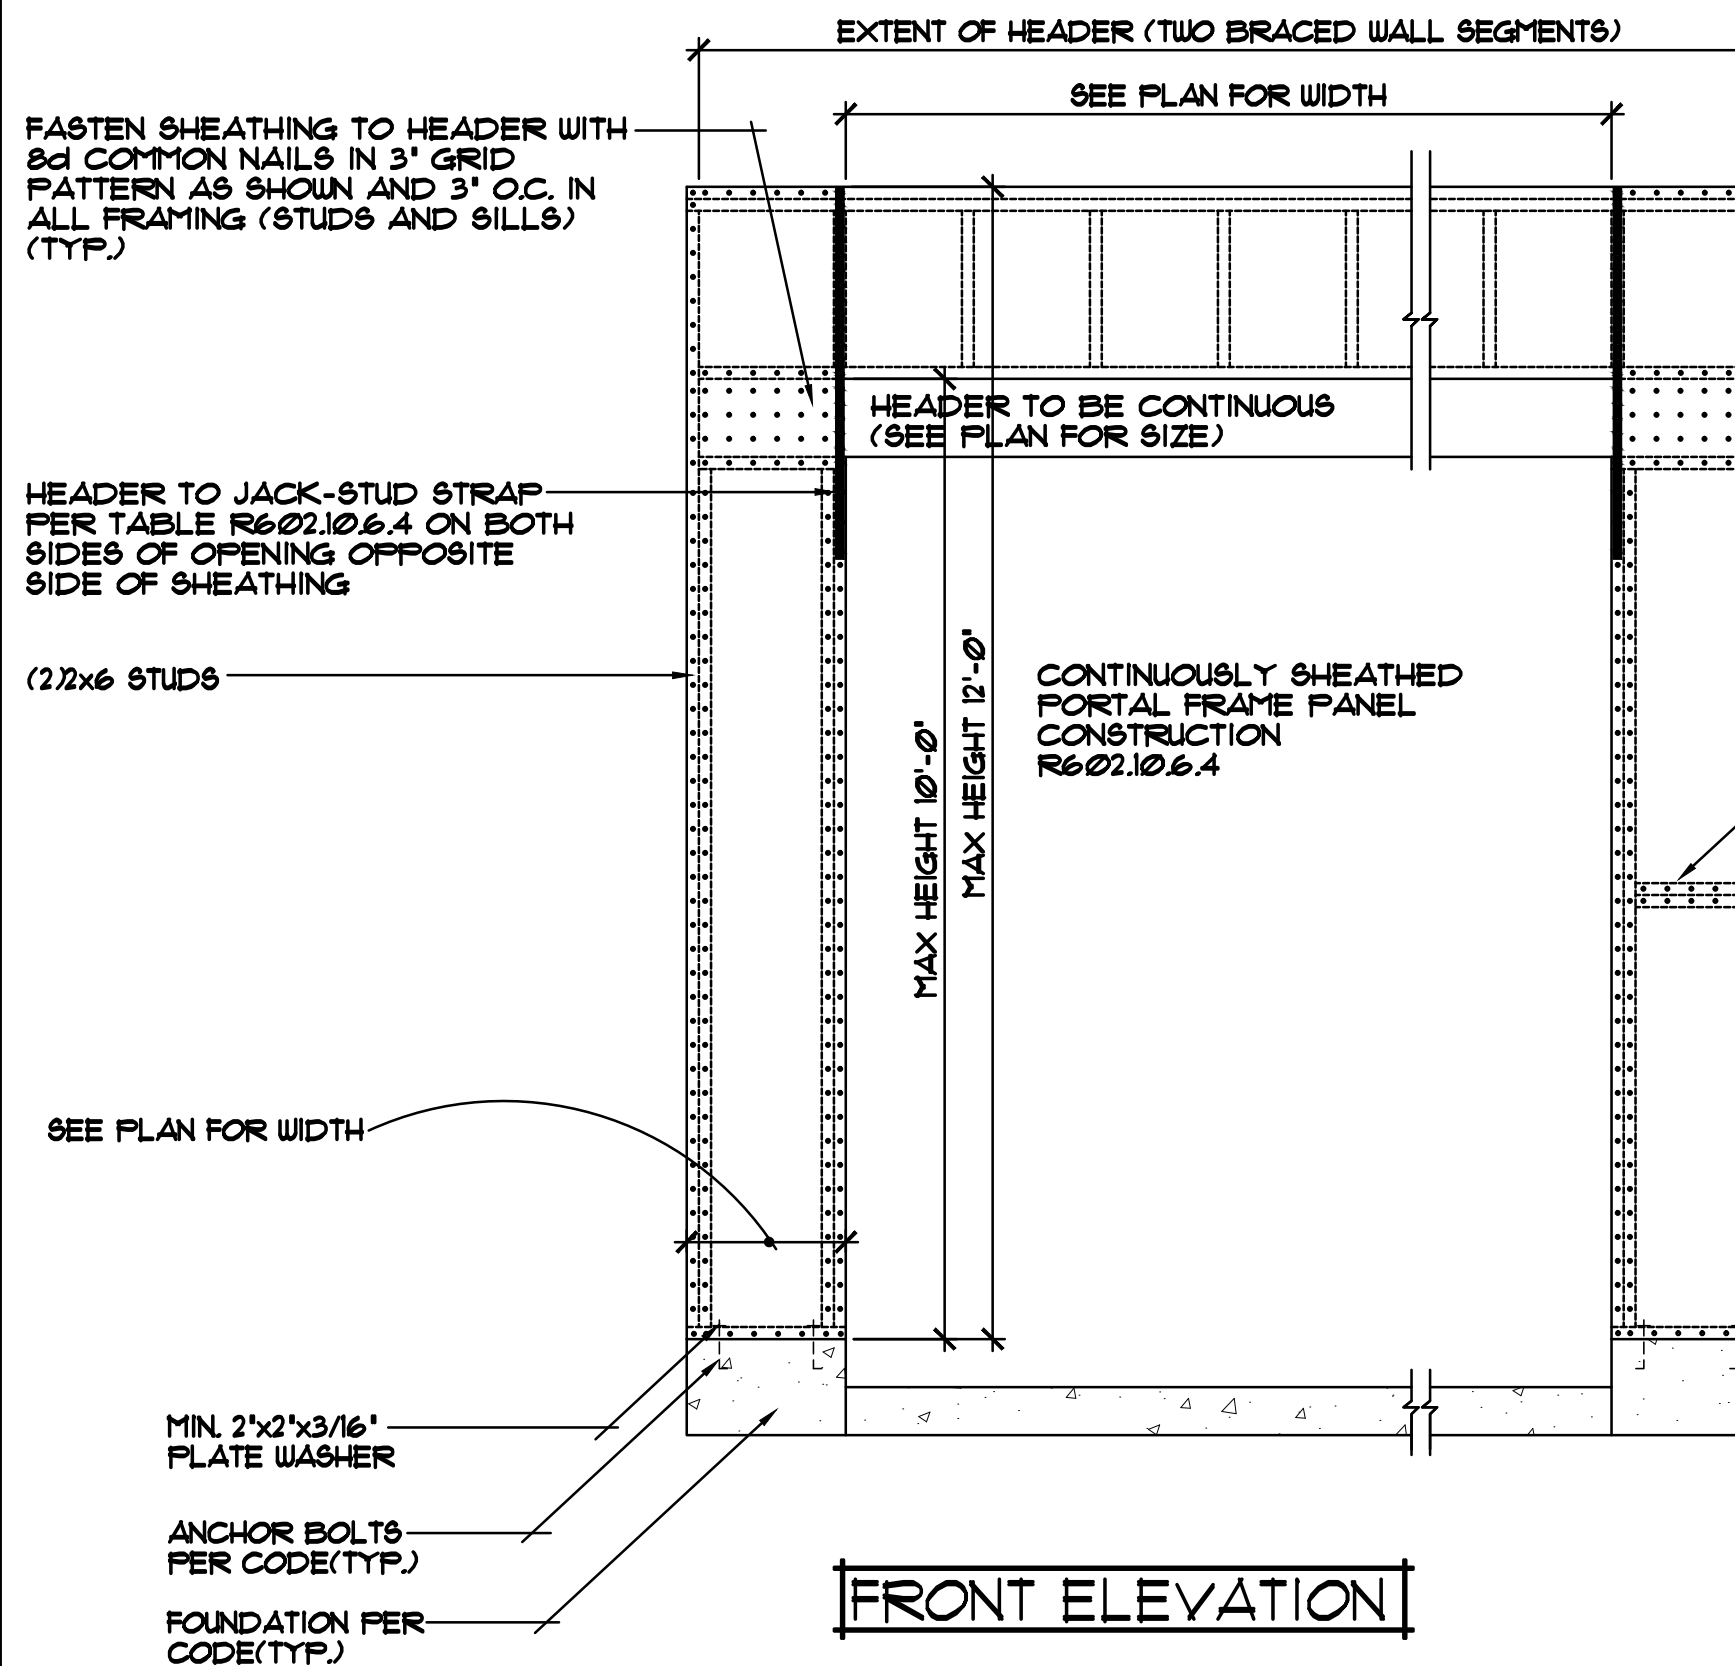 EXTENT OF HEADER (TWO BRACED WALL SEGMENTS)
SEE PLAN FOR WIDTH
FASTEN SHEATHING TO HEADER WITH
8d COMMON NAILS IN 3" GRID
PATTERN AS SHOWN AND 3" O.C. IN
ALL FRAMING (STUDS AND SILLS)
(TYP.)
HEADER TO BE CONTINUOUS
(SEE PLAN FOR SIZE)
HEADER TO JACK-STUD STRAP
PER TABLE R602.10.6.4 ON BOTH
SIDES OF OPENING OPPOSITE
SIDE OF SHEATHING
(2)2x6 STUDS
MAX HEIGHT 10'-0"
MAX HEIGHT 12'-0"
CONTINUOUSLY SHEATHED
PORTAL FRAME PANEL
CONSTRUCTION
R602.10.6.4
SEE PLAN FOR WIDTH
MIN. 2"x2"x3/16"
PLATE WASHER
ANCHOR BOLTS
PER CODE(TYP.)
FOUNDATION PER
CODE(TYP.)
FRONT ELEVATION